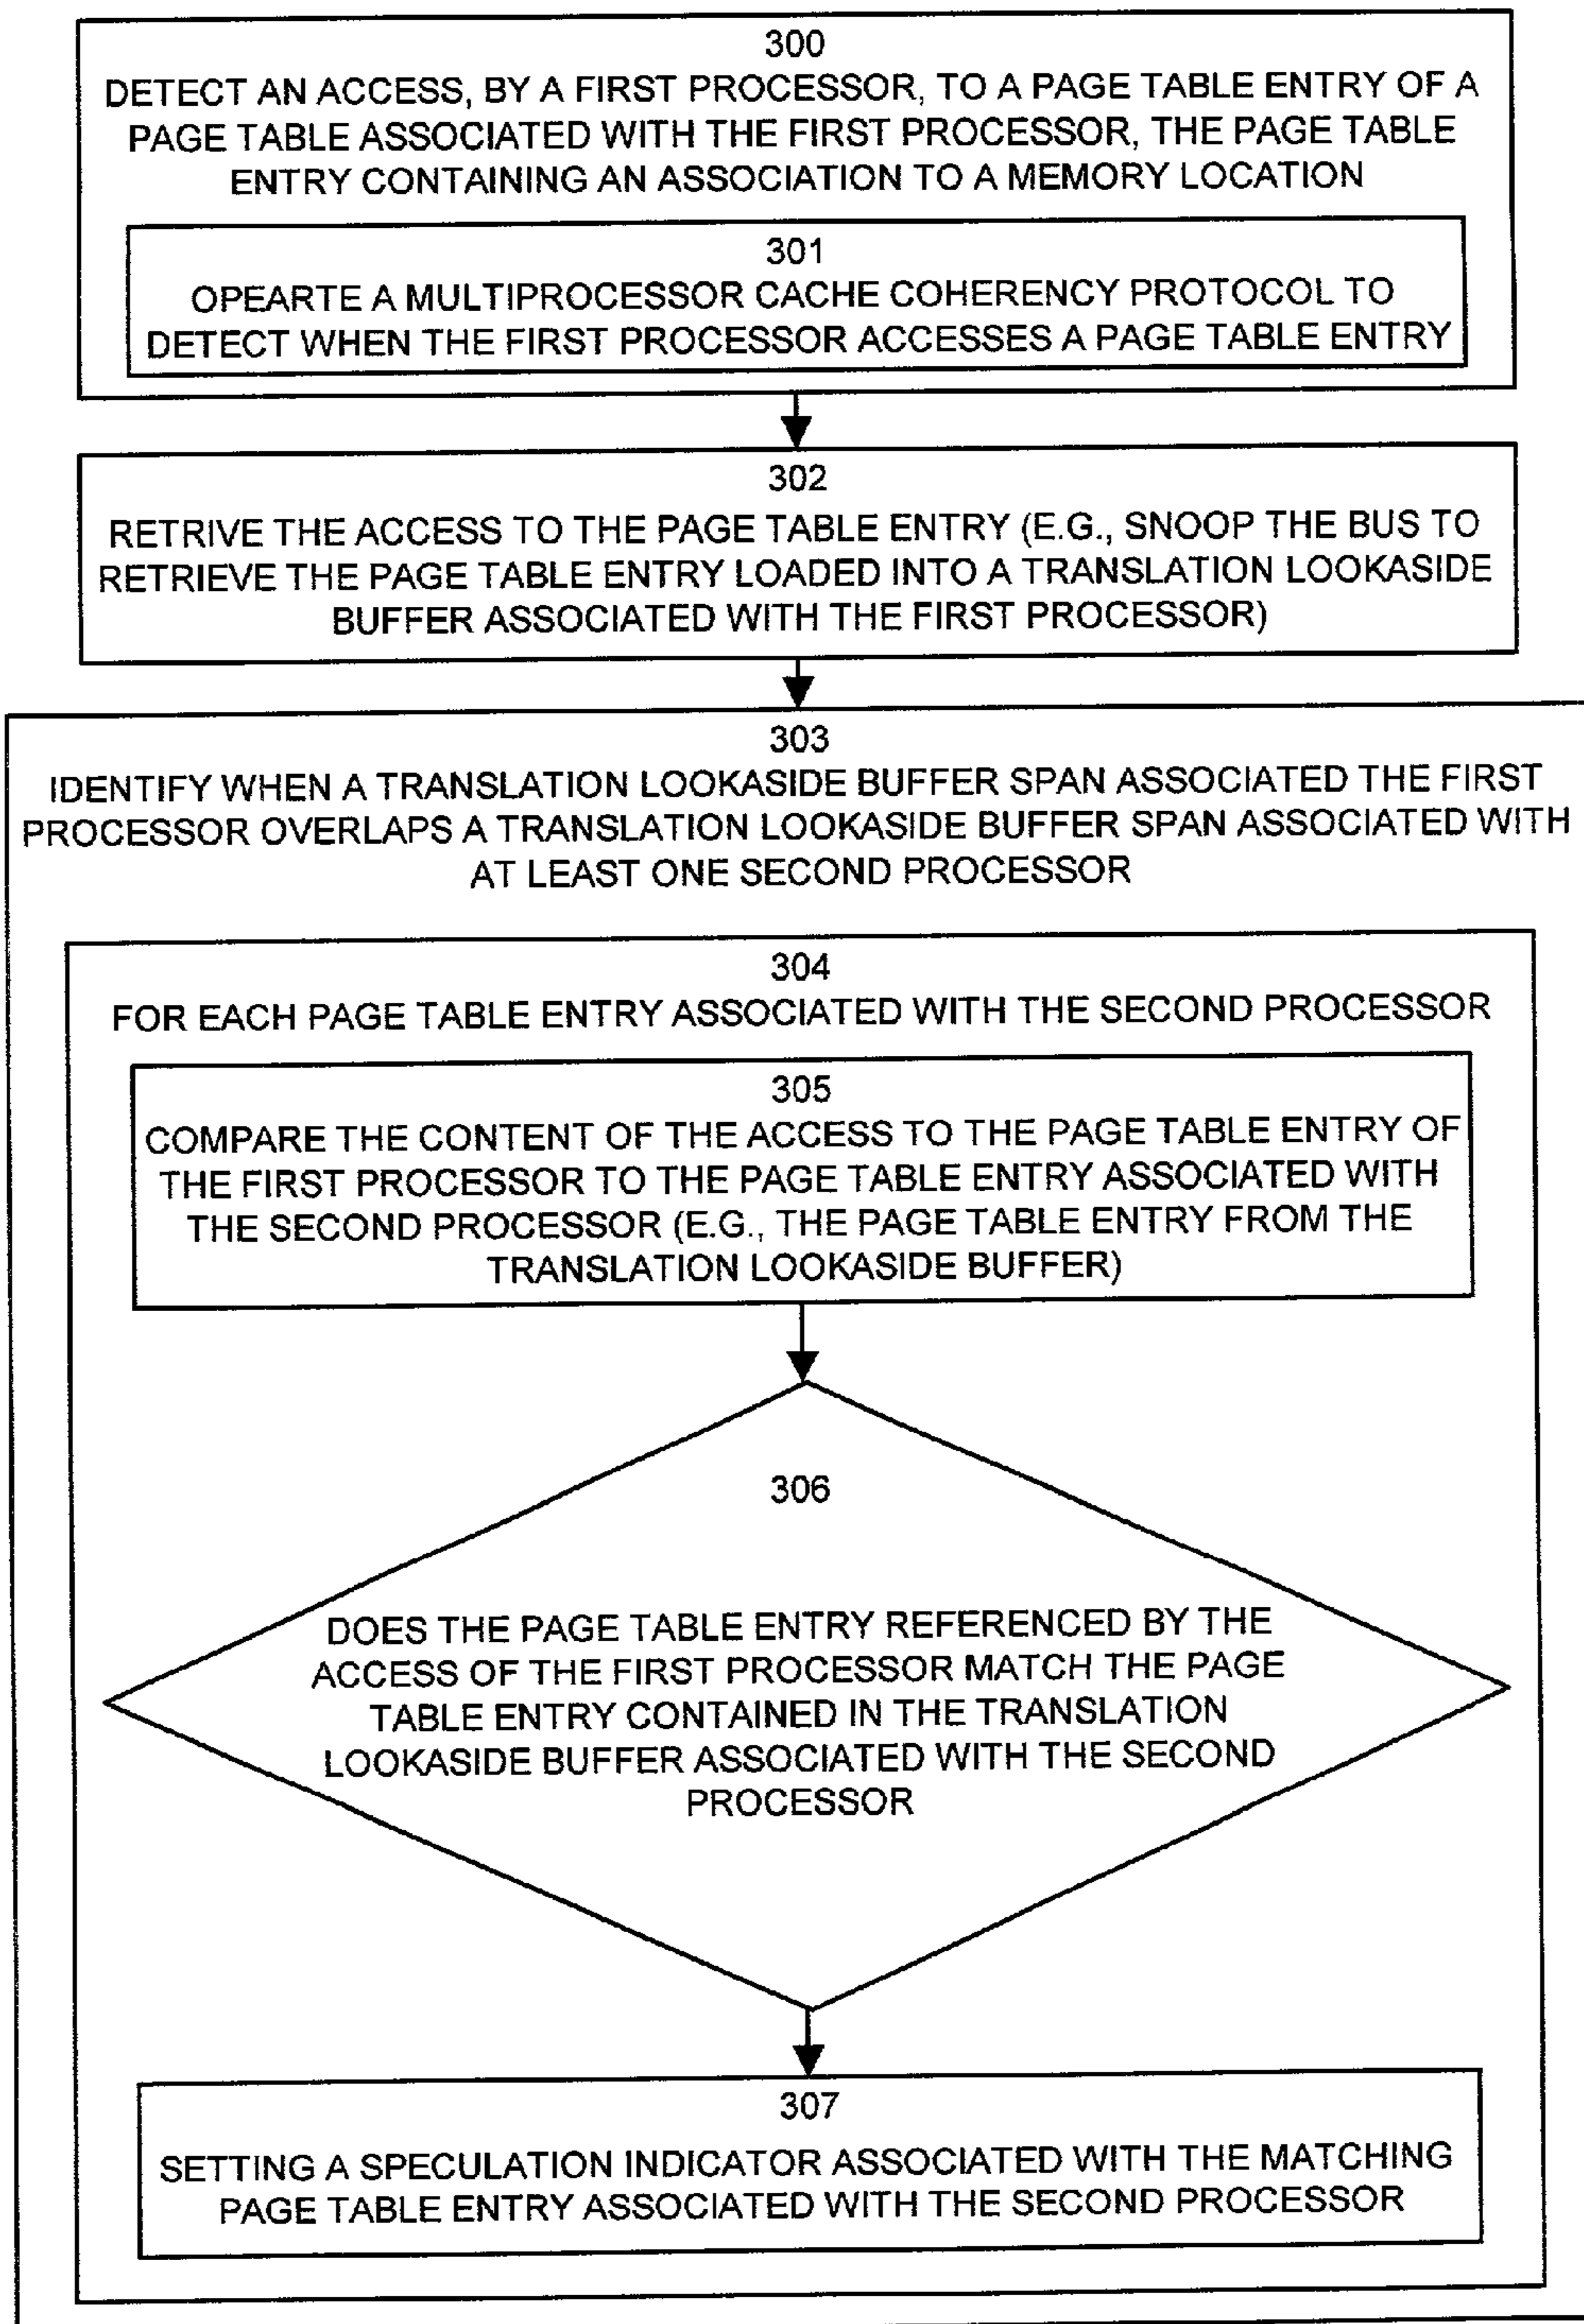 300
DETECT AN ACCESS, BY A FIRST PROCESSOR, TO A PAGE TABLE ENTRY OF A
PAGE TABLE ASSOCIATED WITH THE FIRST PROCESSOR, THE PAGE TABLE
ENTRY CONTAINING AN ASSOCIATION TO A MEMORY LOCATION
301
OPEARTE A MULTIPROCESSOR CACHE COHERENCY PROTOCOL TO
DETECT WHEN THE FIRST PROCESSOR ACCESSES A PAGE TABLE ENTRY
302
RETRIVE THE ACCESS TO THE PAGE TABLE ENTRY (E.G., SNOOP THE BUS TO
RETRIEVE THE PAGE TABLE ENTRY LOADED INTO A TRANSLATION LOOKASIDE
BUFFER ASSOCIATED WITH THE FIRST PROCESSOR)
303
IDENTIFY WHEN A TRANSLATION LOOKASIDE BUFFER SPAN ASSOCIATED THE FIRST
PROCESSOR OVERLAPS A TRANSLATION LOOKASIDE BUFFER SPAN ASSOCIATED WITH
AT LEAST ONE SECOND PROCESSOR
304
FOR EACH PAGE TABLE ENTRY ASSOCIATED WITH THE SECOND PROCESSOR
305
COMPARE THE CONTENT OF THE ACCESS TO THE PAGE TABLE ENTRY OF
THE FIRST PROCESSOR TO THE PAGE TABLE ENTRY ASSOCIATED WITH
THE SECOND PROCESSOR (E.G., THE PAGE TABLE ENTRY FROM THE
TRANSLATION LOOKASIDE BUFFER)
306
DOES THE PAGE TABLE ENTRY REFERENCED BY THE
ACCESS OF THE FIRST PROCESSOR MATCH THE PAGE
TABLE ENTRY CONTAINED IN THE TRANSLATION
LOOKASIDE BUFFER ASSOCIATED WITH THE SECOND
PROCESSOR
307
SETTING A SPECULATION INDICATOR ASSOCIATED WITH THE MATCHING
PAGE TABLE ENTRY ASSOCIATED WITH THE SECOND PROCESSOR